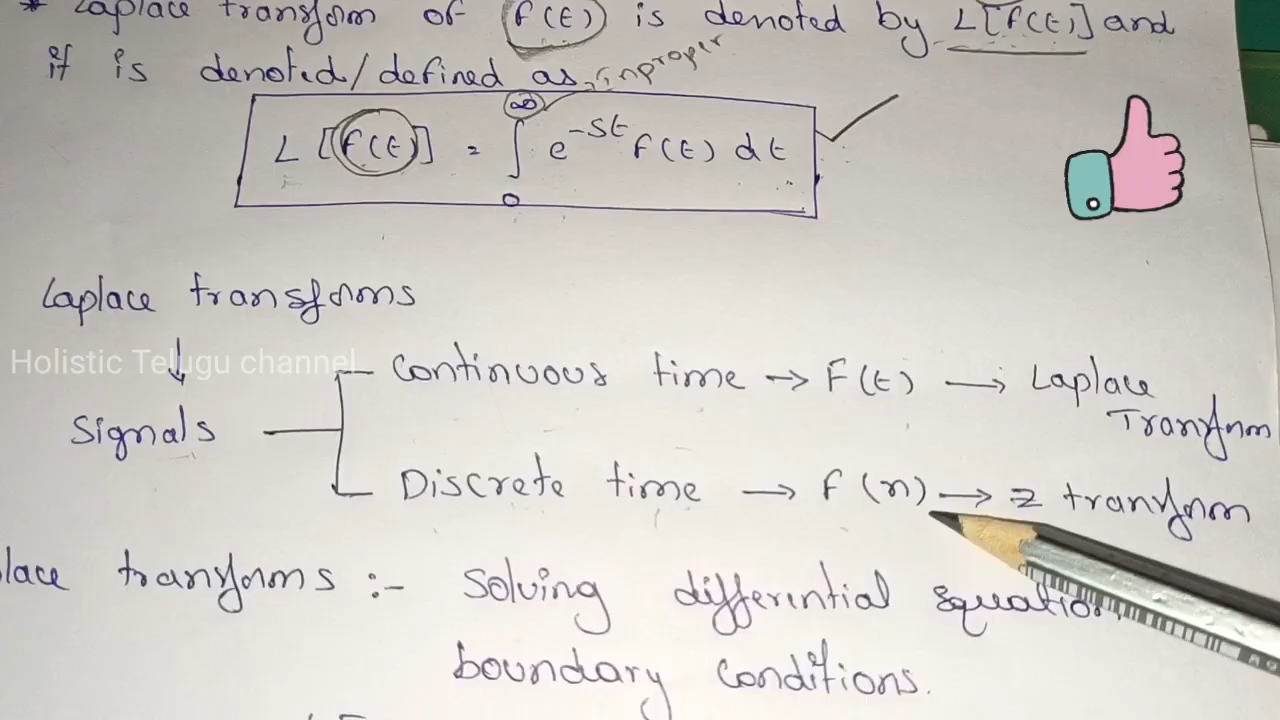 * Laplace transform of f(t) is denoted by L[f(t)] and
improper
it is denoted/defined as,
∞
L[f(t)] = ∫ e^-st f(t) dt
0
Laplace transforms
Holistic Telugu channel
Continuous time → F(t) → Laplace Transform
Signals
Discrete time → f(n) → z transform
lace transforms :- Solving differential equation
boundary conditions.